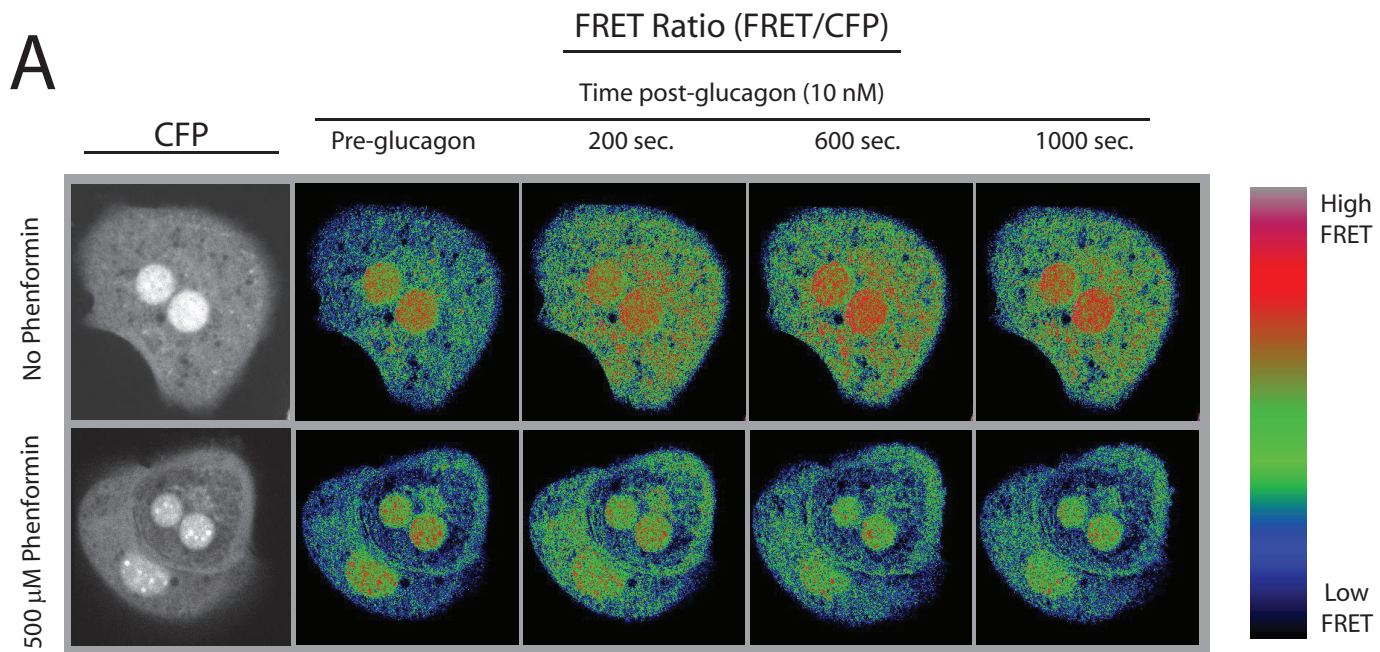 A
FRET Ratio (FRET/CFP)
Time post-glucagon (10 nM)
CFP
Pre-glucagon
200 sec.
600 sec.
1000 sec.
No Phenformin
500 µM Phenformin
High
FRET
Low
FRET